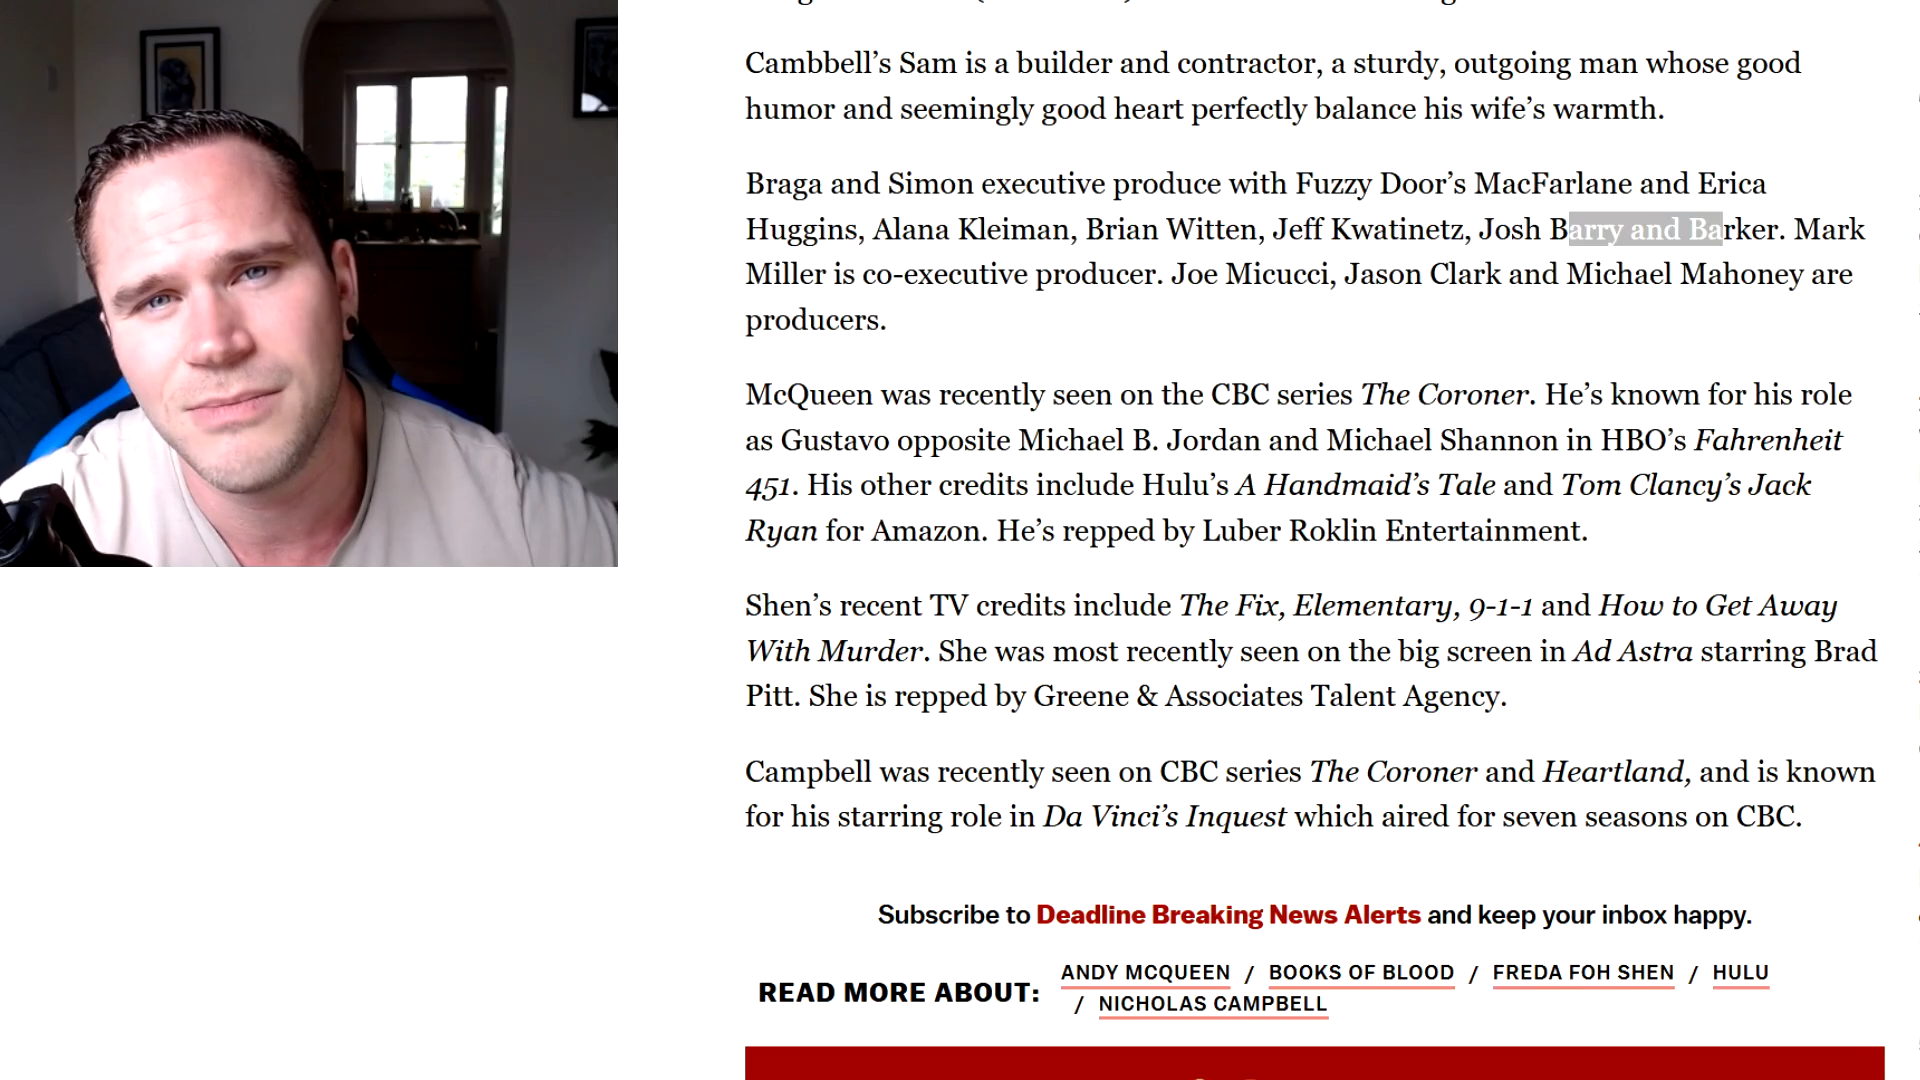 Cambbell’s Sam is a builder and contractor, a sturdy, outgoing man whose good
humor and seemingly good heart perfectly balance his wife’s warmth.
Braga and Simon executive produce with Fuzzy Door’s MacFarlane and Erica
Huggins, Alana Kleiman, Brian Witten, Jeff Kwatinetz, Josh Barry and Barker. Mark
Miller is co-executive producer. Joe Micucci, Jason Clark and Michael Mahoney are
producers.
McQueen was recently seen on the CBC series The Coroner. He’s known for his role
as Gustavo opposite Michael B. Jordan and Michael Shannon in HBO’s Fahrenheit
451. His other credits include Hulu’s A Handmaid’s Tale and Tom Clancy’s Jack
Ryan for Amazon. He’s repped by Luber Roklin Entertainment.
Shen’s recent TV credits include The Fix, Elementary, 9-1-1 and How to Get Away
With Murder. She was most recently seen on the big screen in Ad Astra starring Brad
Pitt. She is repped by Greene & Associates Talent Agency.
Campbell was recently seen on CBC series The Coroner and Heartland, and is known
for his starring role in Da Vinci’s Inquest which aired for seven seasons on CBC.
Subscribe to Deadline Breaking News Alerts and keep your inbox happy.
READ MORE ABOUT: ANDY MCQUEEN / BOOKS OF BLOOD / FREDA FOH SHEN / HULU
/ NICHOLAS CAMPBELL